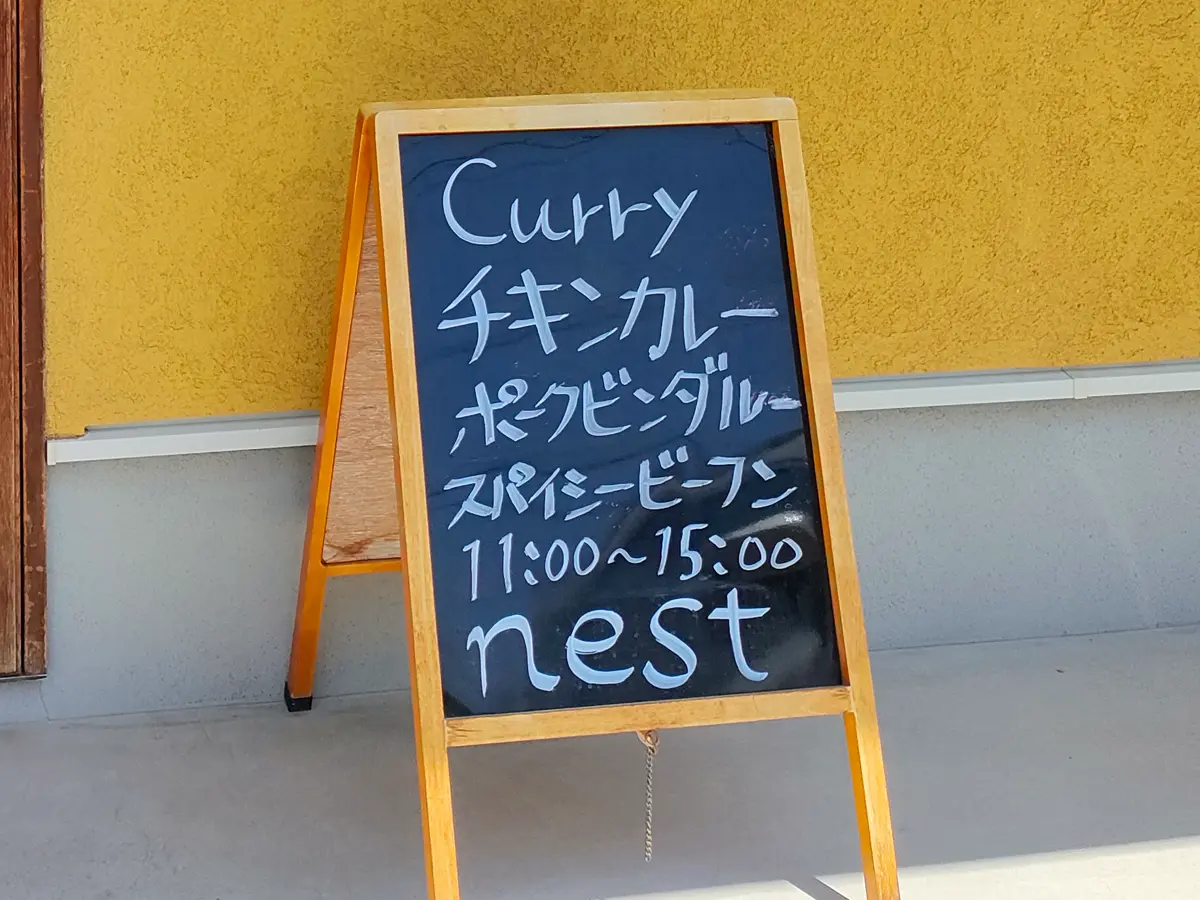 Curry
チキンカレー
ポークビンダルー
スパイシービーフン
11:00〜15:00
nest